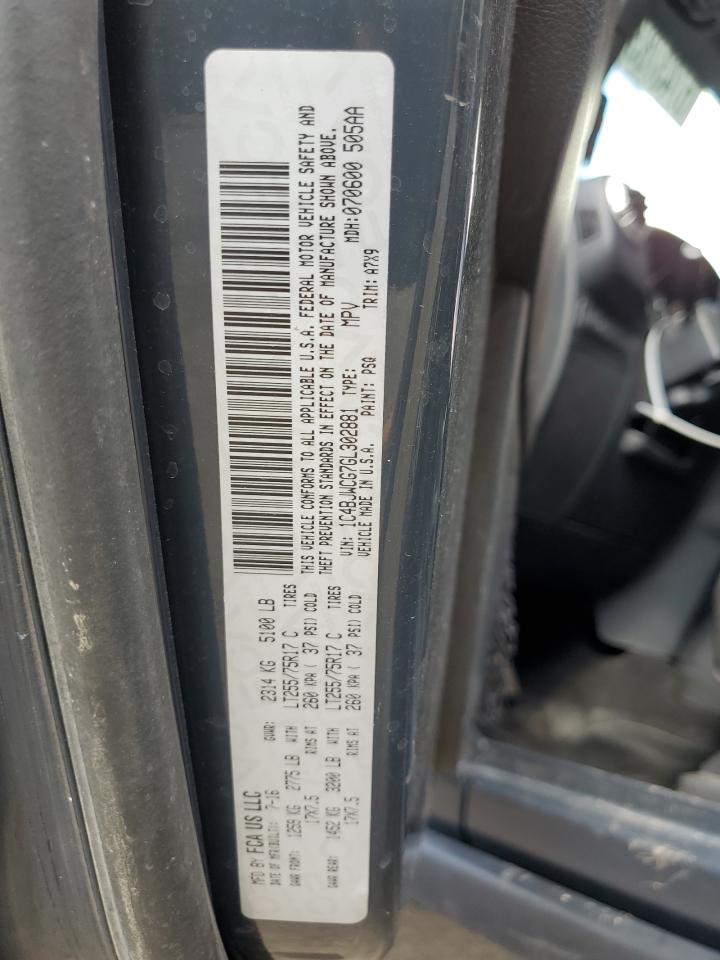 MFD BY FCA US LLC
DATE OF MFR(BUILT): 7-16 GVWR: 2314 KG 5100 LB
GAWR FRONT: 1259 KG 2775 LB WITH LT255/75R17 C TIRES
17X7.5 RIMS AT 260 KPA ( 37 PSI) COLD
GAWR REAR: 1452 KG 3200 LB WITH LT255/75R17 C TIRES
17X7.5 RIMS AT 260 KPA ( 37 PSI) COLD
THIS VEHICLE CONFORMS TO ALL APPLICABLE U.S.A. FEDERAL MOTOR VEHICLE SAFETY AND
THEFT PREVENTION STANDARDS IN EFFECT ON THE DATE OF MANUFACTURE SHOWN ABOVE.
VIN: 1C4BJWCG7GL302881 TYPE: MPV MDH:070600 505AA
VEHICLE MADE IN U.S.A. PAINT: PSQ TRIM: A7X9